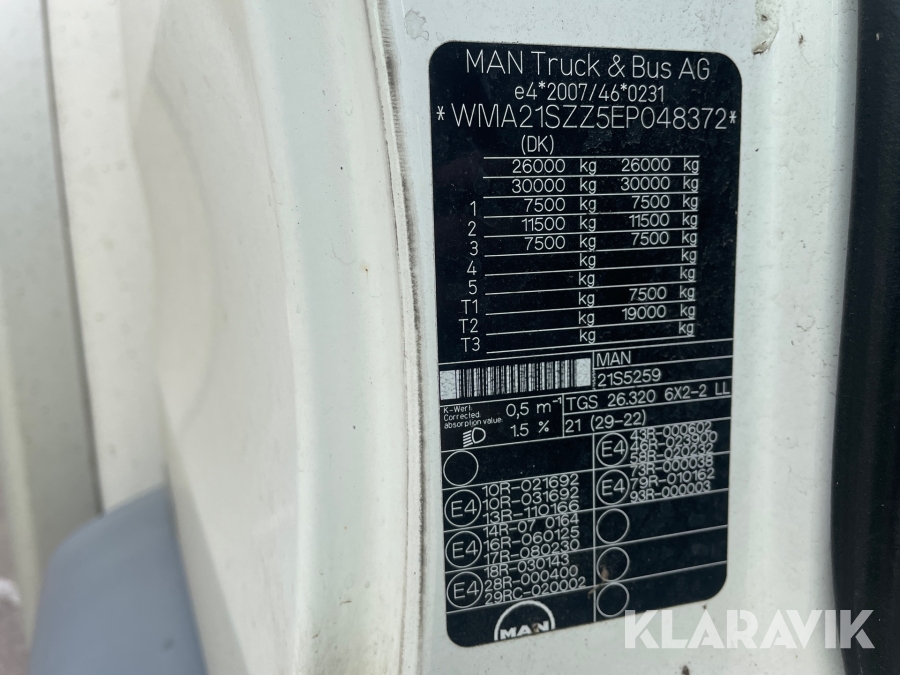 MAN Truck & Bus AG
e4*2007/46*0231
*WMA21SZZ5EP048372*
(DK)
26000 kg 26000 kg
30000 kg 30000 kg
1 7500 kg 7500 kg
2 11500 kg 11500 kg
3 7500 kg 7500 kg
4 kg kg
5 kg kg
T1 kg 7500 kg
T2 kg 19000 kg
T3 kg kg
MAN
21S5259
K-Wert
Corrected
absorption value.
0,5 m-1
TGS 26.320 6X2-2 LL
1.5 %
21 (29-22)
43R-000602
46R-023900
E4
73R-000038
E4 79R-010162
93R-000003
10R-021692
E4 10R-031692
13R-110166
14R-07 0164
E4 16R-060125
17R-080230
18R-030143
E4 28R-000400
29RC-020002
MAN
KLARAVIK